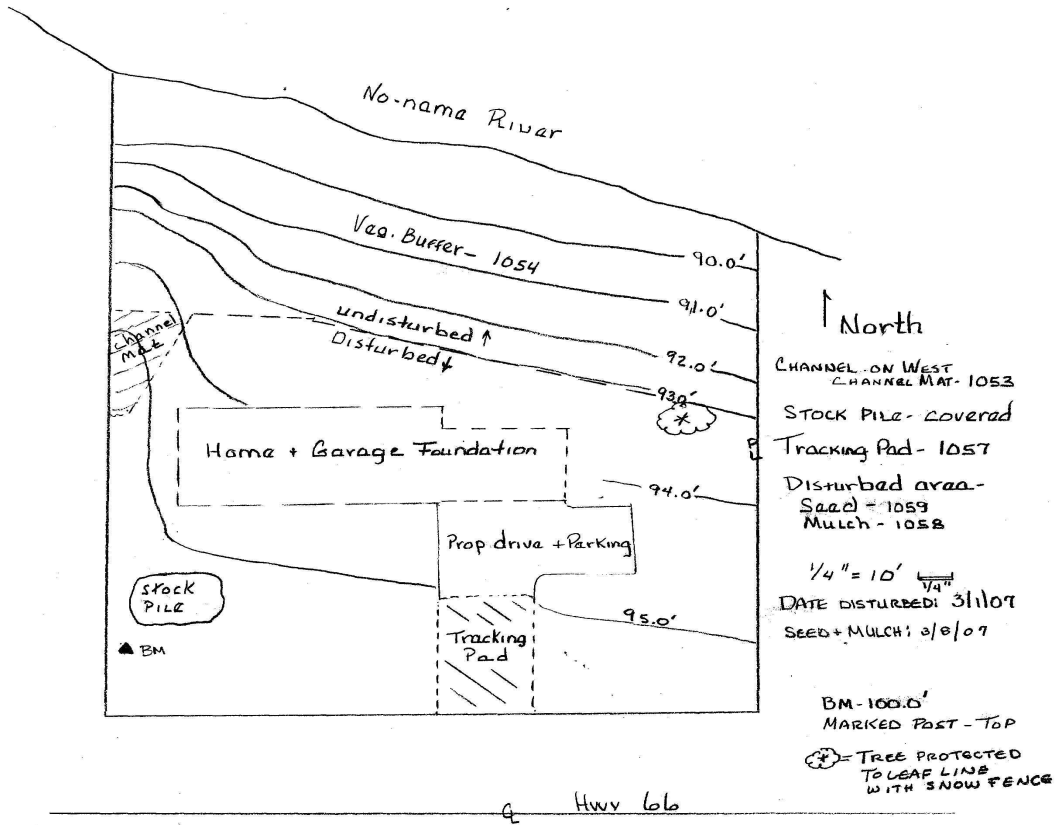 No-name River
Veg. Buffer- 1054
90.0'
91.0'
92.0'
93.0'
undisturbed ↑
Disturbed ↓
Channel
Mat
Home + Garage Foundation
94.0'
Prop drive + Parking
Stock
Pile
95.0'
Tracking
Pad
▲ BM
PL
North
CHANNEL ON WEST
CHANNEL MAT- 1053
STOCK PILE- covered
Tracking Pad- 1057
Disturbed area-
Seed - 1059
Mulch - 1058
1/4" = 10'
1/4"
DATE DISTURBED: 3/1/07
SEED + MULCH: 3/8/07
BM-100.0'
MARKED POST - TOP
= TREE PROTECTED
TO LEAF LINE
WITH SNOW FENCE
CL Hwy 66